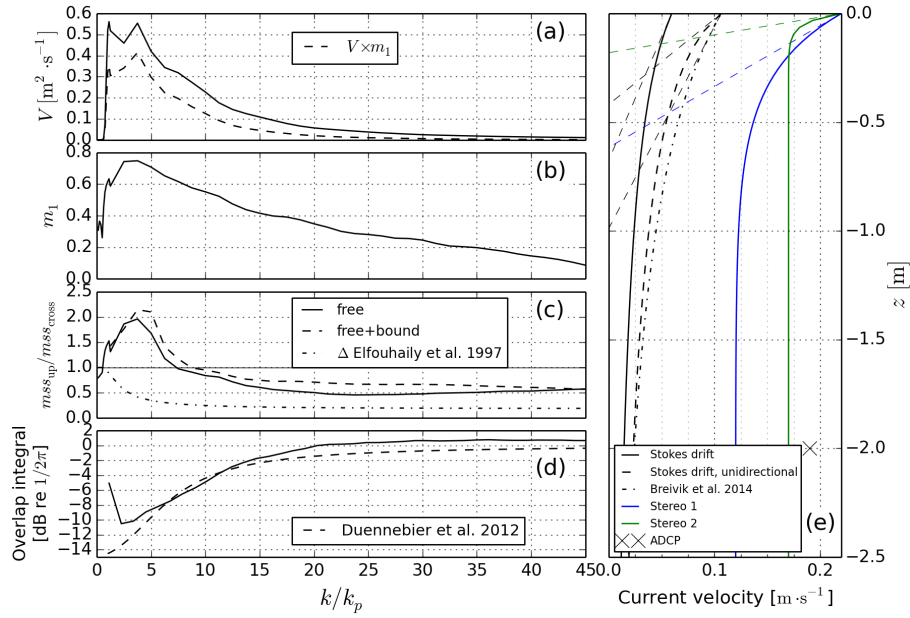 0.6
0.5
0.4
0.3
0.2
0.1
0.0
V [m² ·s⁻¹]
V×m₁
(a)
0.8
0.6
0.4
0.2
0.0
m₁
(b)
2.5
2.0
1.5
1.0
0.5
0.0
mss_up/mss_cross
free
free+bound
Δ Elfouhaily et al. 1997
(c)
2
0
−2
−4
−6
−8
−10
−12
−14
Overlap integral
[dB re 1/2π]
Duennebier et al. 2012
(d)
0 5 10 15 20 25 30 35 40 45
k/k_p
0.0
−0.5
−1.0
−1.5
−2.0
−2.5
z [m]
Stokes drift
Stokes drift, unidirectional
Breivik et al. 2014
Stereo 1
Stereo 2
ADCP
(e)
0.0 0.1 0.2
Current velocity [m·s⁻¹]